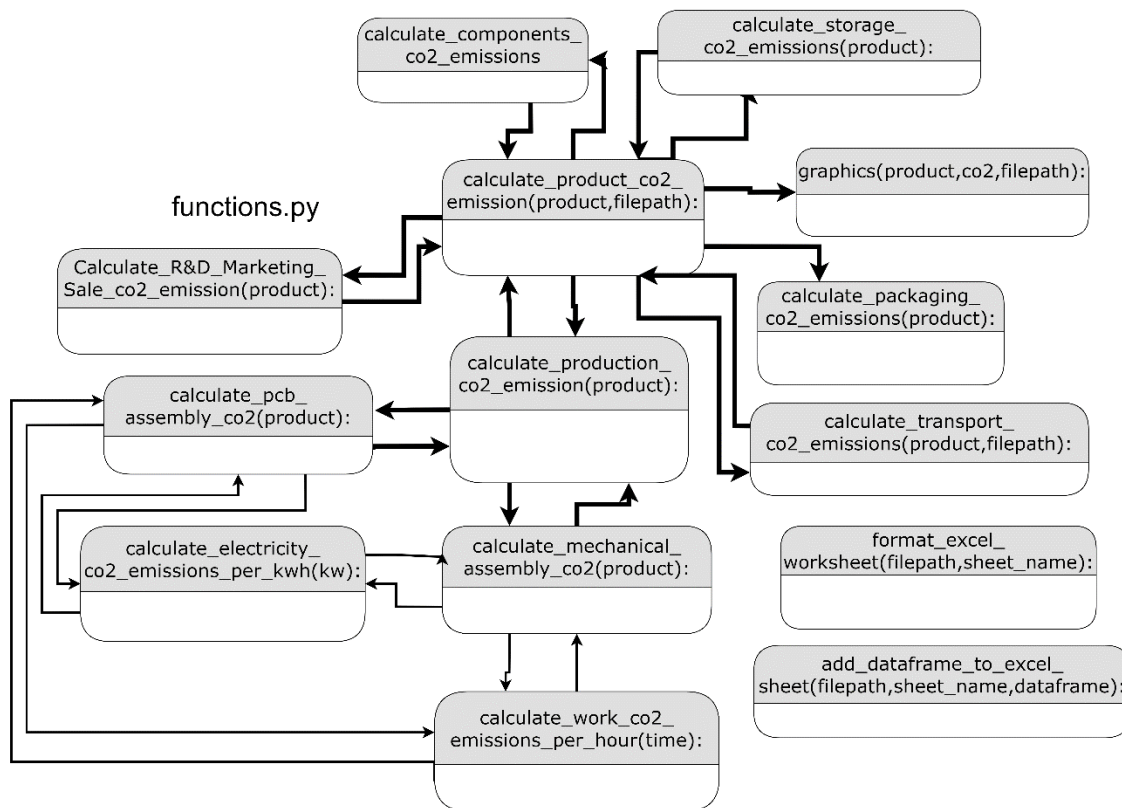 calculate_components_
co2_emissions
calculate_storage_
co2_emissions(product):
calculate_product_co2_
emission(product,filepath):
graphics(product,co2,filepath):
functions.py
Calculate_R&D_Marketing_
Sale_co2_emission(product):
calculate_packaging_
co2_emissions(product):
calculate_production_
co2_emission(product):
calculate_pcb_
assembly_co2(product):
calculate_transport_
co2_emissions(product,filepath):
calculate_electricity_
co2_emissions_per_kwh(kw):
calculate_mechanical_
assembly_co2(product):
format_excel_
worksheet(filepath,sheet_name):
add_dataframe_to_excel_
sheet(filepath,sheet_name,dataframe):
calculate_work_co2_
emissions_per_hour(time):